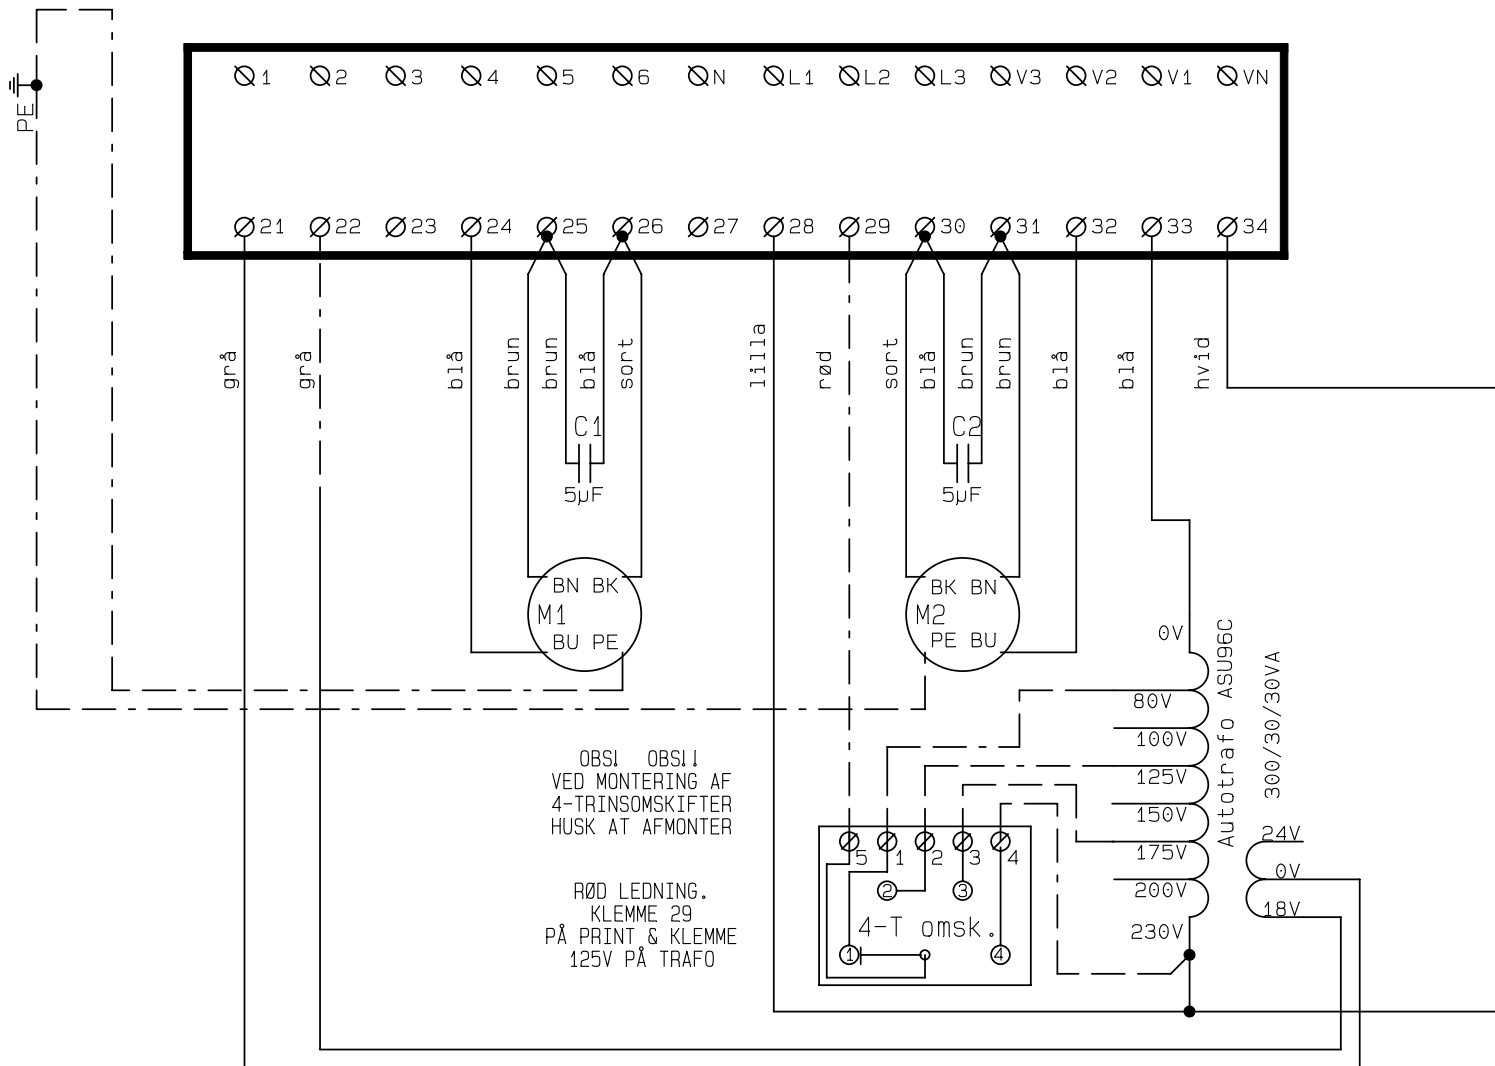 PE
1 2 3 4 5 6 N L1 L2 L3 V3 V2 V1 VN
21 22 23 24 25 26 27 28 29 30 31 32 33 34
grå grå blå brun brun blå sort lilla rød sort blå brun brun blå blå hvid
C1 C2
5µF 5µF
BN BK
M1
BU PE
BK BN
M2
PE BU
0V
80V
100V
125V
150V
175V
200V
230V
Autotrafo ASU96C
300/30/30VA
24V
0V
18V
OBS! OBS!!
VED MONTERING AF
4-TRINSOMSKIFTER
HUSK AT AFMONTER
RØD LEDNING.
KLEMME 29
PÅ PRINT & KLEMME
125V PÅ TRAFO
5 1 2 3 4
2 3
4-T omsk.
1 4